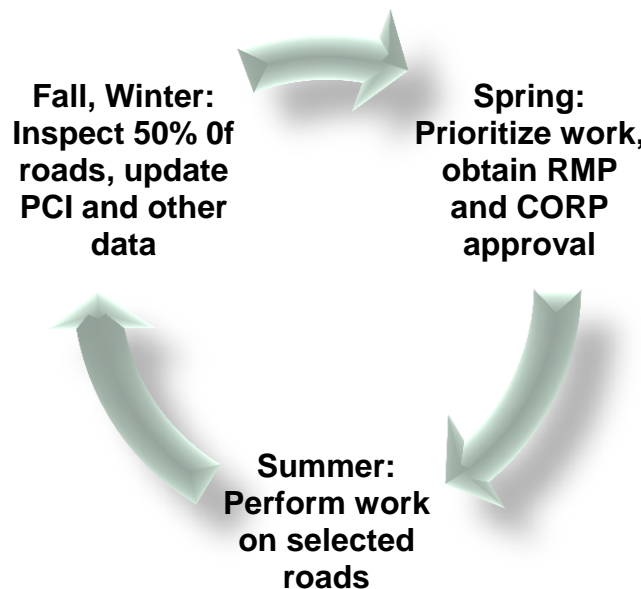 Fall, Winter:
Inspect 50% 0f
roads, update
PCI and other
data
Spring:
Prioritize work,
obtain RMP
and CORP
approval
Summer:
Perform work
on selected
roads